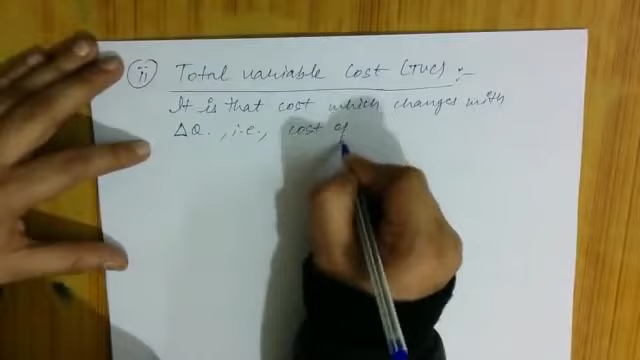 (ii) Total variable cost (TVC) :-
It is that cost which changes with
ΔQ. , i.e., cost of